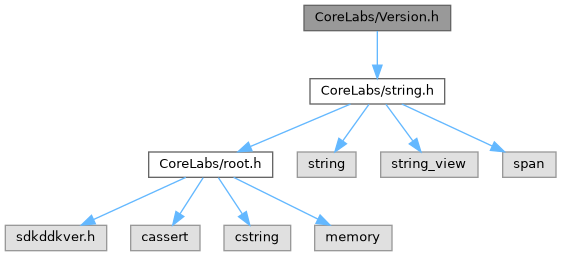 CoreLabs/Version.h
CoreLabs/string.h
CoreLabs/root.h
string
string_view
span
sdkddkver.h
cassert
cstring
memory